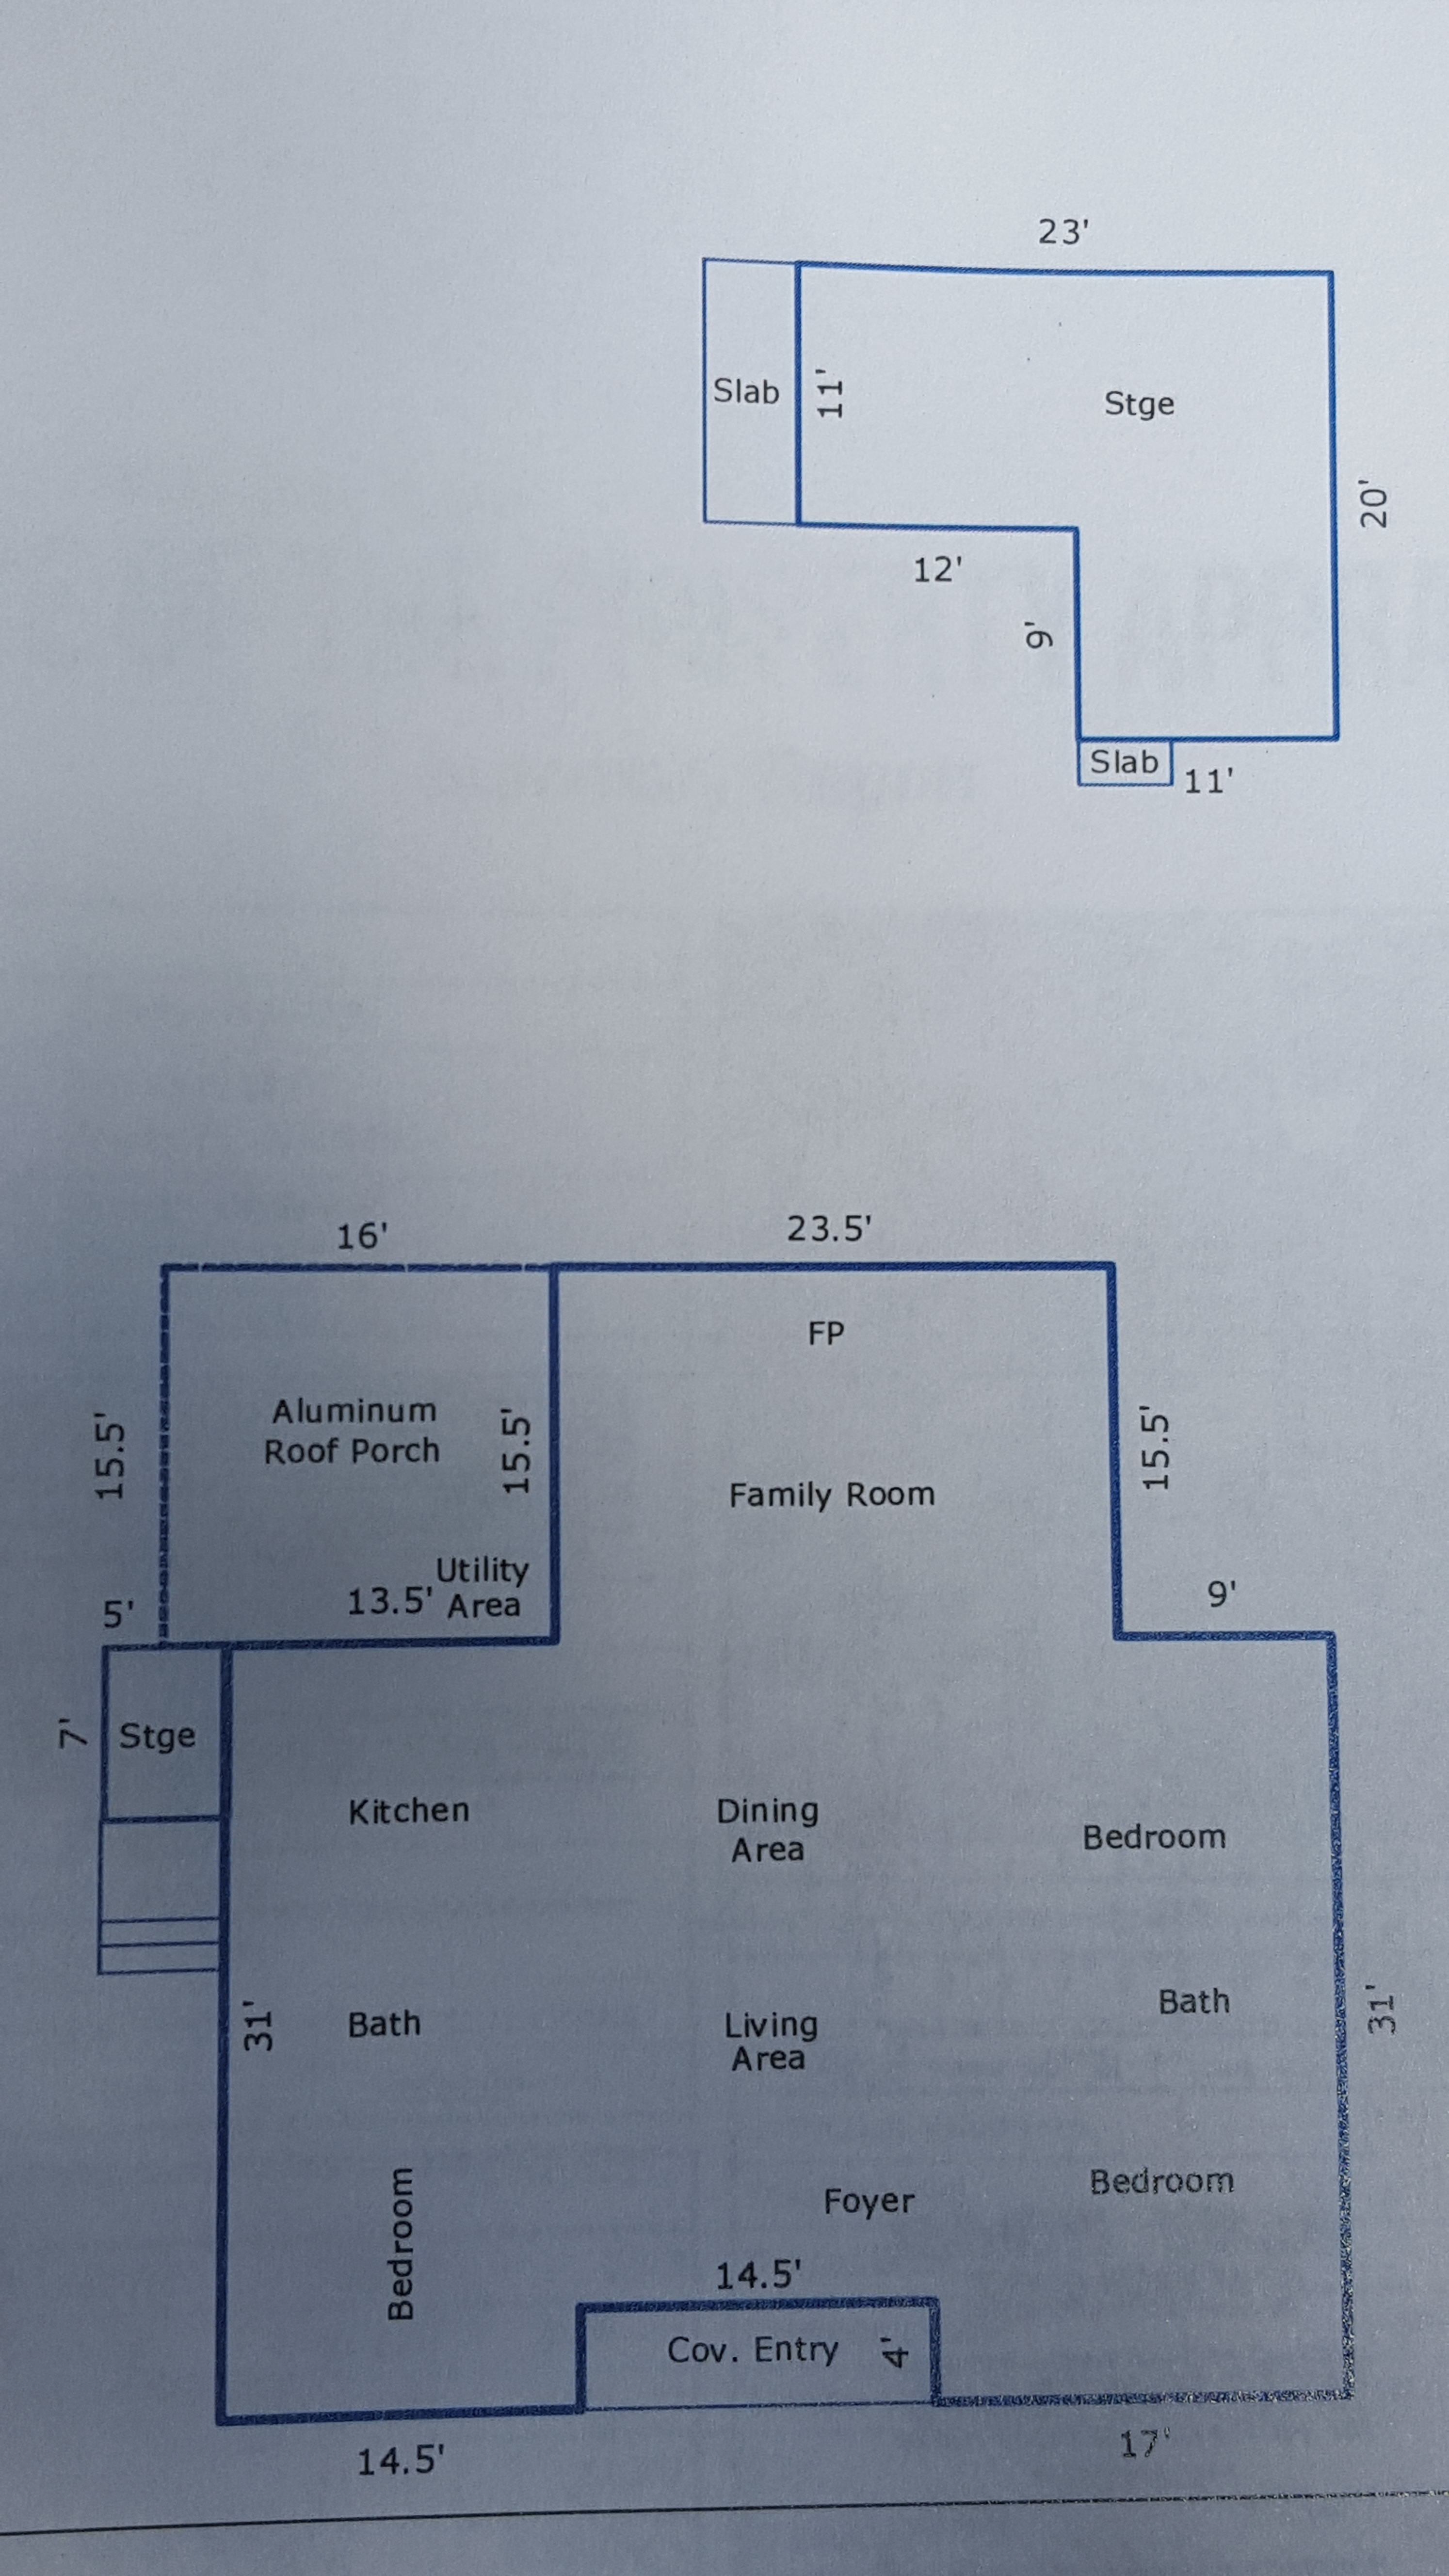 23'
Slab
11'
Stge
20'
12'
9'
Slab
11'
16'
23.5'
FP
Aluminum
Roof Porch
15.5'
15.5'
15.5'
Family Room
Utility
Area
13.5'
5'
9'
7'
Stge
Kitchen
Dining
Area
Bedroom
31'
Bath
Living
Area
Bath
31'
Bedroom
Foyer
Bedroom
14.5'
Cov. Entry
4'
14.5'
17'